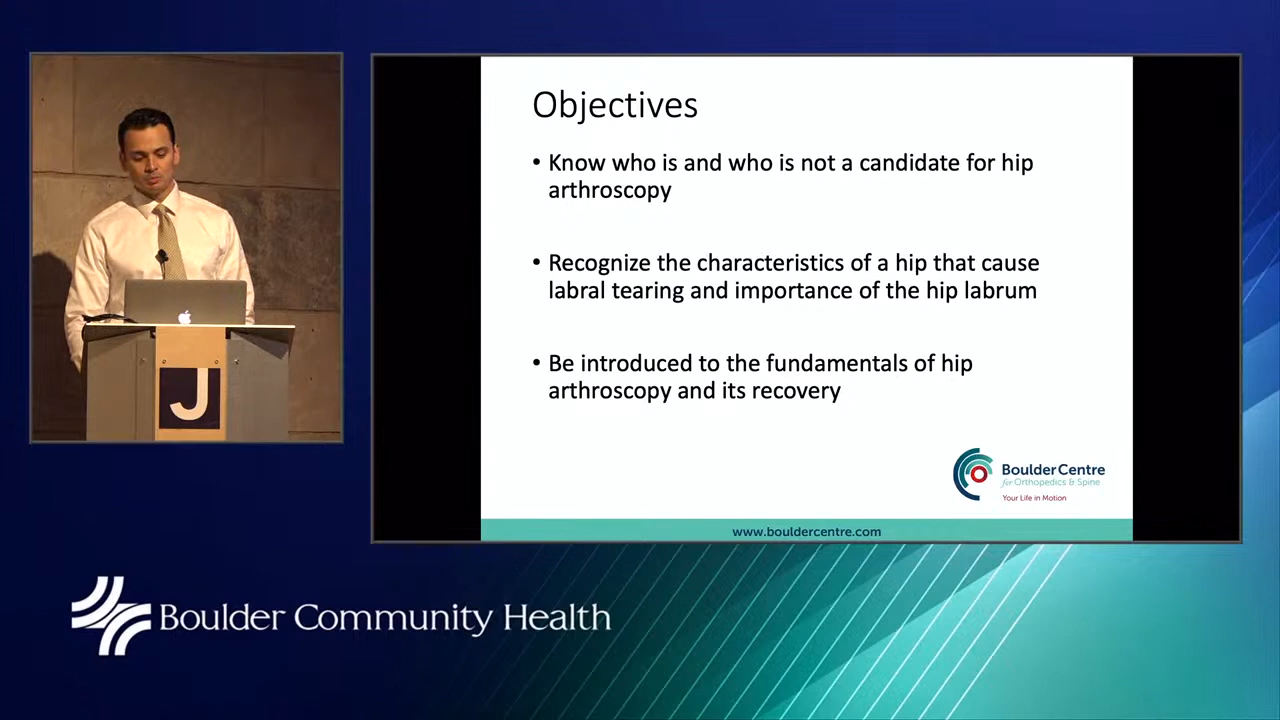 Objectives
• Know who is and who is not a candidate for hip
arthroscopy
• Recognize the characteristics of a hip that cause
labral tearing and importance of the hip labrum
• Be introduced to the fundamentals of hip
arthroscopy and its recovery
BoulderCentre
for Orthopedics & Spine
Your Life in Motion
www.bouldercentre.com
J
Boulder Community Health